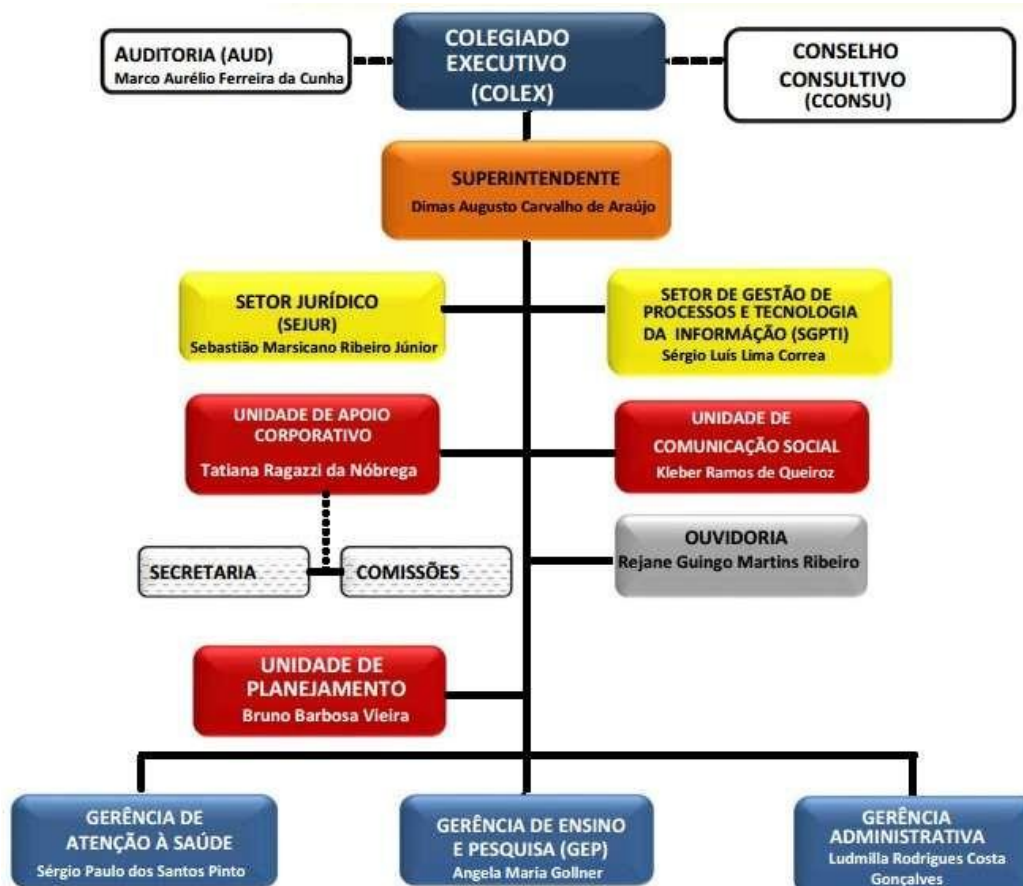 AUDITORIA (AUD)
Marco Aurélio Ferreira da Cunha
COLEGIADO
EXECUTIVO
(COLEX)
CONSELHO
CONSULTIVO
(CCONSU)
SUPERINTENDENTE
Dimas Augusto Carvalho de Araújo
SETOR JURÍDICO
(SEJUR)
Sebastião Marsicano Ribeiro Júnior
SETOR DE GESTÃO DE
PROCESSOS E TECNOLOGIA
DA INFORMÁÇÃO (SGPTI)
Sérgio Luís Lima Correa
UNIDADE DE APOIO
CORPORATIVO
Tatiana Ragazzi da Nóbrega
UNIDADE DE
COMUNICAÇÃO SOCIAL
Kleber Ramos de Queiroz
SECRETARIA
COMISSÕES
OUVIDORIA
Rejane Guingo Martins Ribeiro
UNIDADE DE
PLANEJAMENTO
Bruno Barbosa Vieira
GERÊNCIA DE
ATENÇÃO À SAÚDE
Sérgio Paulo dos Santos Pinto
GERÊNCIA DE ENSINO
E PESQUISA (GEP)
Angela Maria Gollner
GERÊNCIA
ADMINISTRATIVA
Ludmilla Rodrigues Costa
Gonçalves